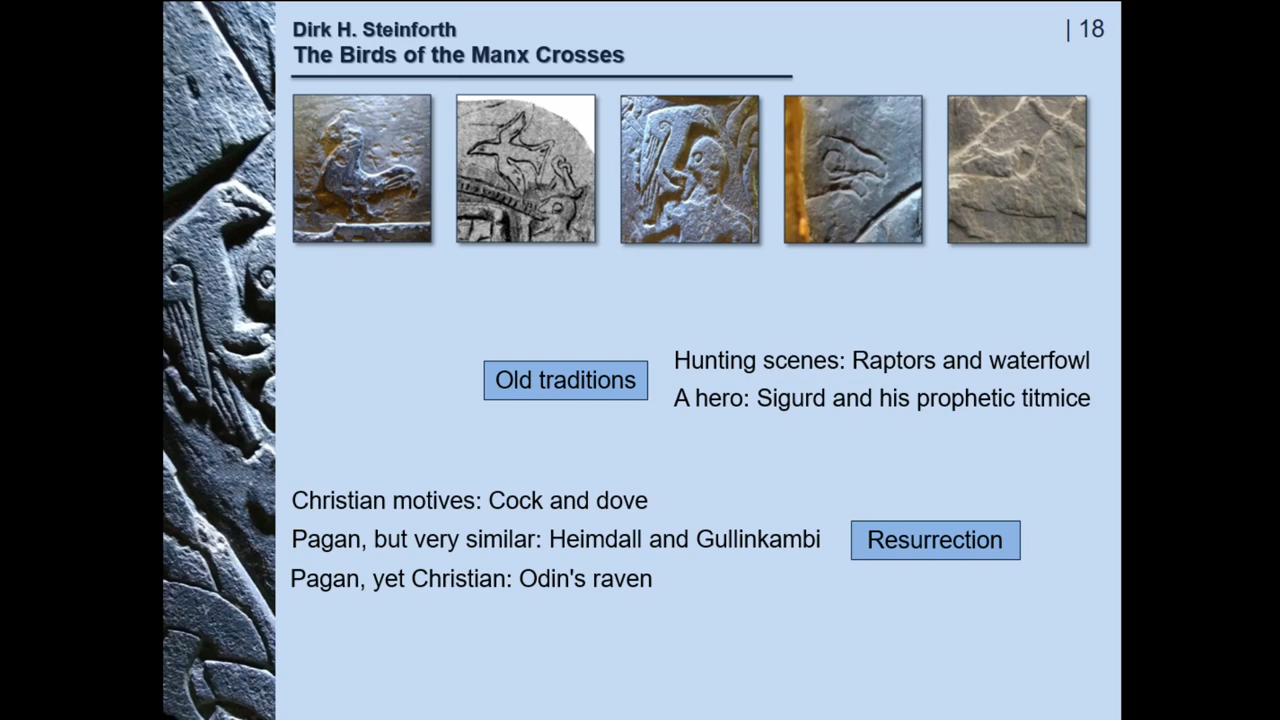 Dirk H. Steinforth
The Birds of the Manx Crosses
| 18
Old traditions
Hunting scenes: Raptors and waterfowl
A hero: Sigurd and his prophetic titmice
Christian motives: Cock and dove
Pagan, but very similar: Heimdall and Gullinkambi
Pagan, yet Christian: Odin's raven
Resurrection